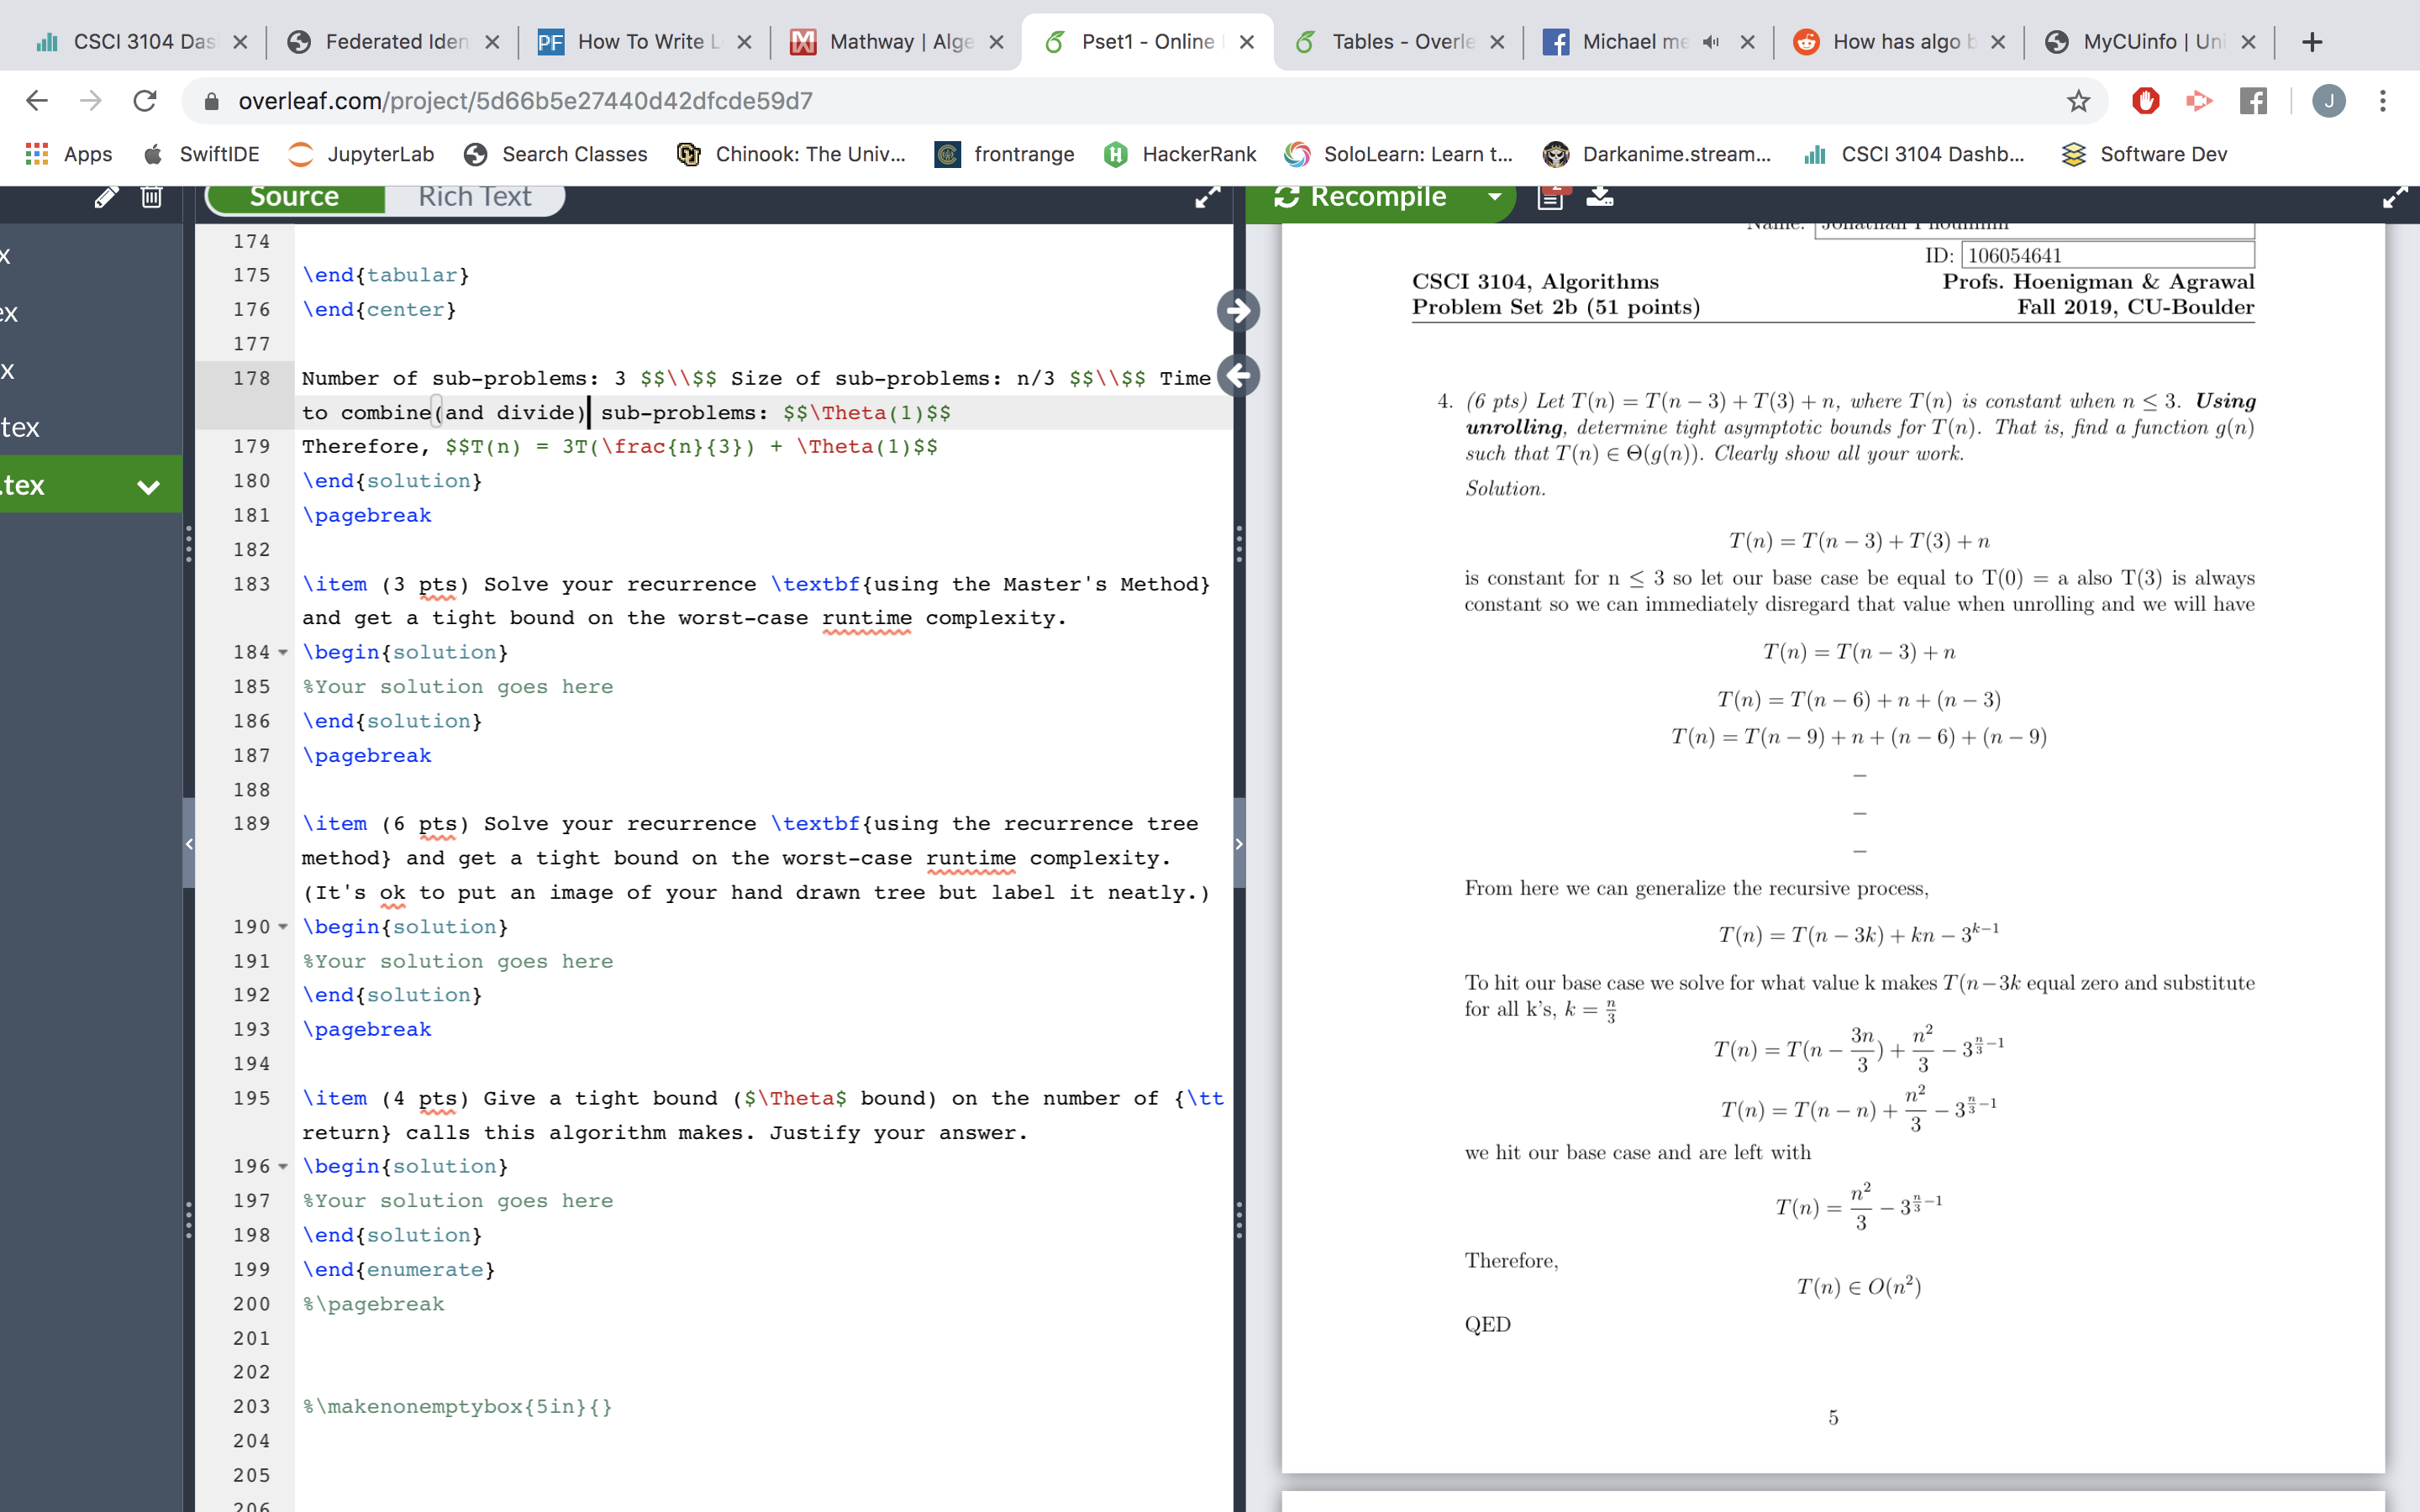 CSCI 3104 Das
Federated Iden
How To Write L
Mathway | Alge
Pset1 - Online
Tables - Overle
Michael me
How has algo b
MyCUinfo | Uni
overleaf.com/project/5d66b5e27440d42dfcde59d7
J
Apps
SwiftIDE
JupyterLab
Search Classes
Chinook: The Univ...
frontrange
HackerRank
SoloLearn: Learn t...
Darkanime.stream...
CSCI 3104 Dashb...
Software Dev
Source
Rich Text
Recompile
x
ex
x
tex
.tex
174
175 \end{tabular}
176 \end{center}
177
178 Number of sub-problems: 3 $$\\$$ Size of sub-problems: n/3 $$\\$$ Time
to combine(and divide) sub-problems: $$\Theta(1)$$
179 Therefore, $$T(n) = 3T(\frac{n}{3}) + \Theta(1)$$
180 \end{solution}
181 \pagebreak
182
183 \item (3 pts) Solve your recurrence \textbf{using the Master's Method}
and get a tight bound on the worst-case runtime complexity.
184 \begin{solution}
185 %Your solution goes here
186 \end{solution}
187 \pagebreak
188
189 \item (6 pts) Solve your recurrence \textbf{using the recurrence tree
method} and get a tight bound on the worst-case runtime complexity.
(It's ok to put an image of your hand drawn tree but label it neatly.)
190 \begin{solution}
191 %Your solution goes here
192 \end{solution}
193 \pagebreak
194
195 \item (4 pts) Give a tight bound ($\Theta$ bound) on the number of {\tt
return} calls this algorithm makes. Justify your answer.
196 \begin{solution}
197 %Your solution goes here
198 \end{solution}
199 \end{enumerate}
200 %\pagebreak
201
202
203 %\makenonemptybox{5in}{}
204
205
206
Name:
ID: 106054641
CSCI 3104, Algorithms Profs. Hoenigman & Agrawal
Problem Set 2b (51 points) Fall 2019, CU-Boulder
4. (6 pts) Let T(n) = T(n − 3) + T(3) + n, where T(n) is constant when n ≤ 3. Using
unrolling, determine tight asymptotic bounds for T(n). That is, find a function g(n)
such that T(n) ∈ Θ(g(n)). Clearly show all your work.
Solution.
T(n) = T(n − 3) + T(3) + n
is constant for n ≤ 3 so let our base case be equal to T(0) = a also T(3) is always
constant so we can immediately disregard that value when unrolling and we will have
T(n) = T(n − 3) + n
T(n) = T(n − 6) + n + (n − 3)
T(n) = T(n − 9) + n + (n − 6) + (n − 9)
−
−
−
From here we can generalize the recursive process,
T(n) = T(n − 3k) + kn − 3^{k−1}
To hit our base case we solve for what value k makes T(n−3k equal zero and substitute
for all k's, k = n/3
T(n) = T(n − 3n/3) + n²/3 − 3^{n/3−1}
T(n) = T(n − n) + n²/3 − 3^{n/3−1}
we hit our base case and are left with
T(n) = n²/3 − 3^{n/3−1}
Therefore,
T(n) ∈ O(n²)
QED
5